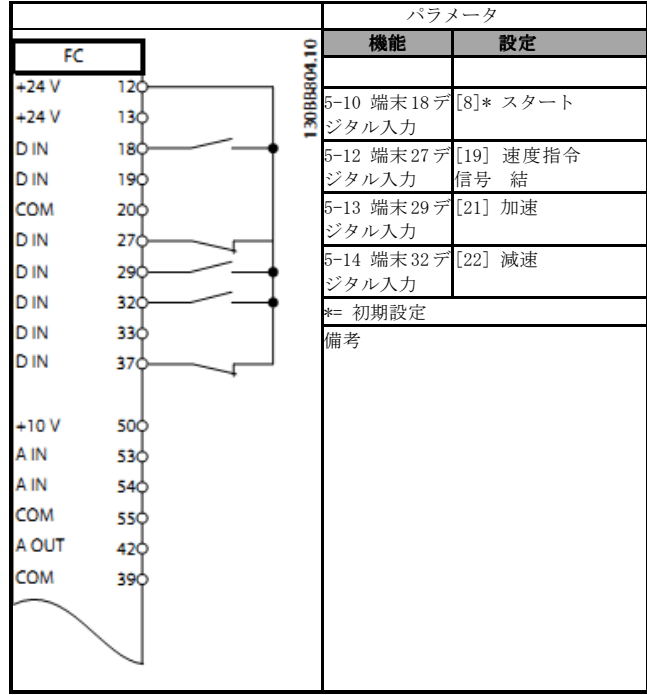 パラメータ
FC
機能 設定
130BB804.10
+24 V 12
+24 V 13
D IN 18
D IN 19
COM 20
D IN 27
D IN 29
D IN 32
D IN 33
D IN 37
+10 V 50
A IN 53
A IN 54
COM 55
A OUT 42
COM 39
5-10 端末18デ
ジタル入力
[8]* スタート
5-12 端末27デ
ジタル入力
[19] 速度指令
信号 結
5-13 端末29デ
ジタル入力
[21] 加速
5-14 端末32デ
ジタル入力
[22] 減速
*= 初期設定
備考